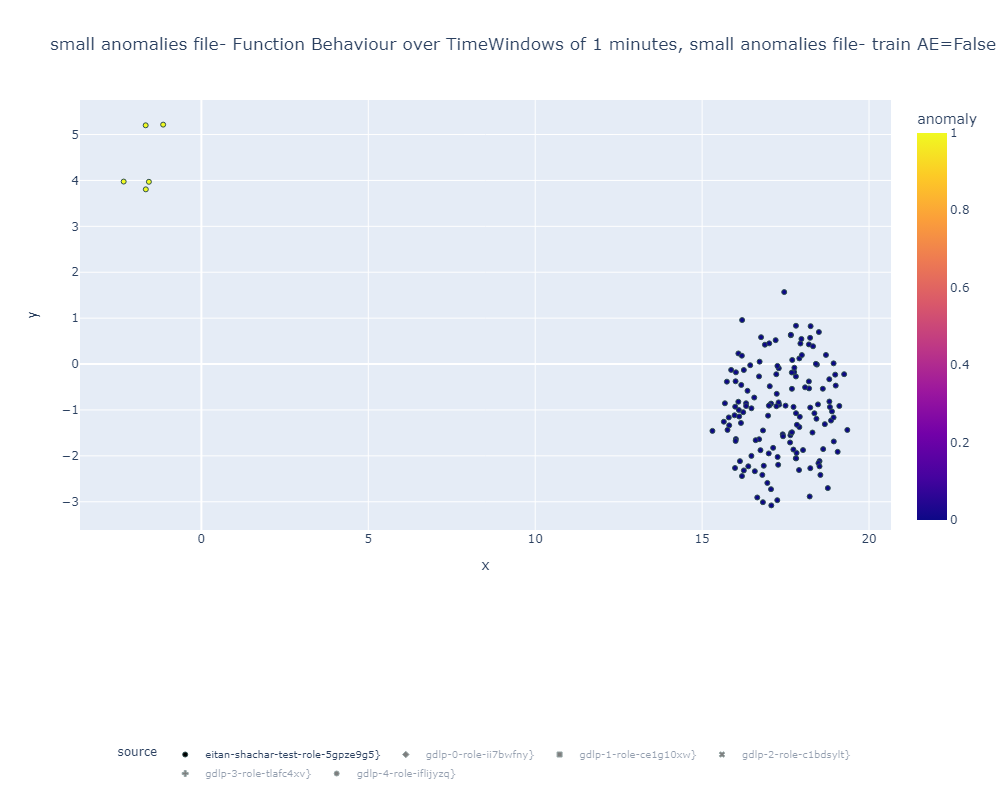 small anomalies file- Function Behaviour over TimeWindows of 1 minutes, small anomalies file- train AE=False
anomaly
1
0.8
0.6
0.4
0.2
0
5
4
3
2
1
0
−1
−2
−3
y
0 5 10 15 20
x
source eitan-shachar-test-role-5gpze9g5} gdlp-0-role-ii7bwfny} gdlp-1-role-ce1g10xw} gdlp-2-role-c1bdsylt}
gdlp-3-role-tlafc4xv} gdlp-4-role-iflijyzq}